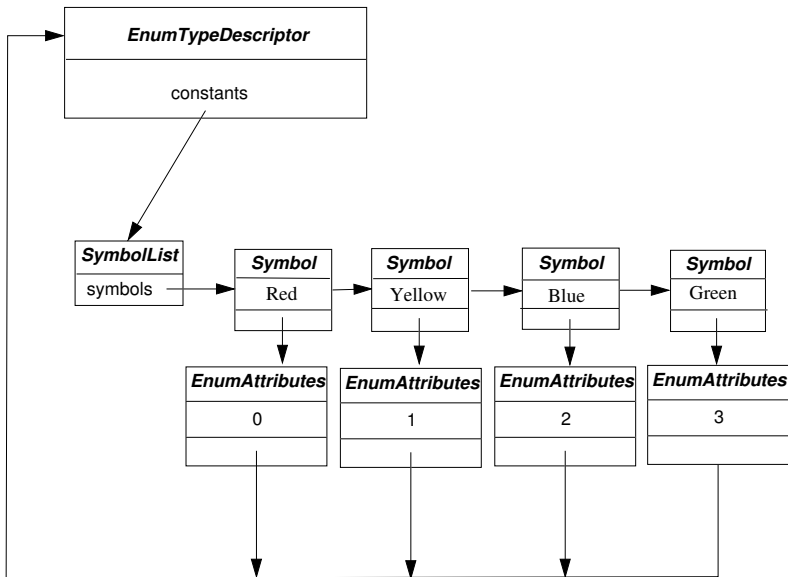 EnumTypeDescriptor
constants
SymbolList
symbols
Symbol
Red
Symbol
Yellow
Symbol
Blue
Symbol
Green
EnumAttributes
0
EnumAttributes
1
EnumAttributes
2
EnumAttributes
3